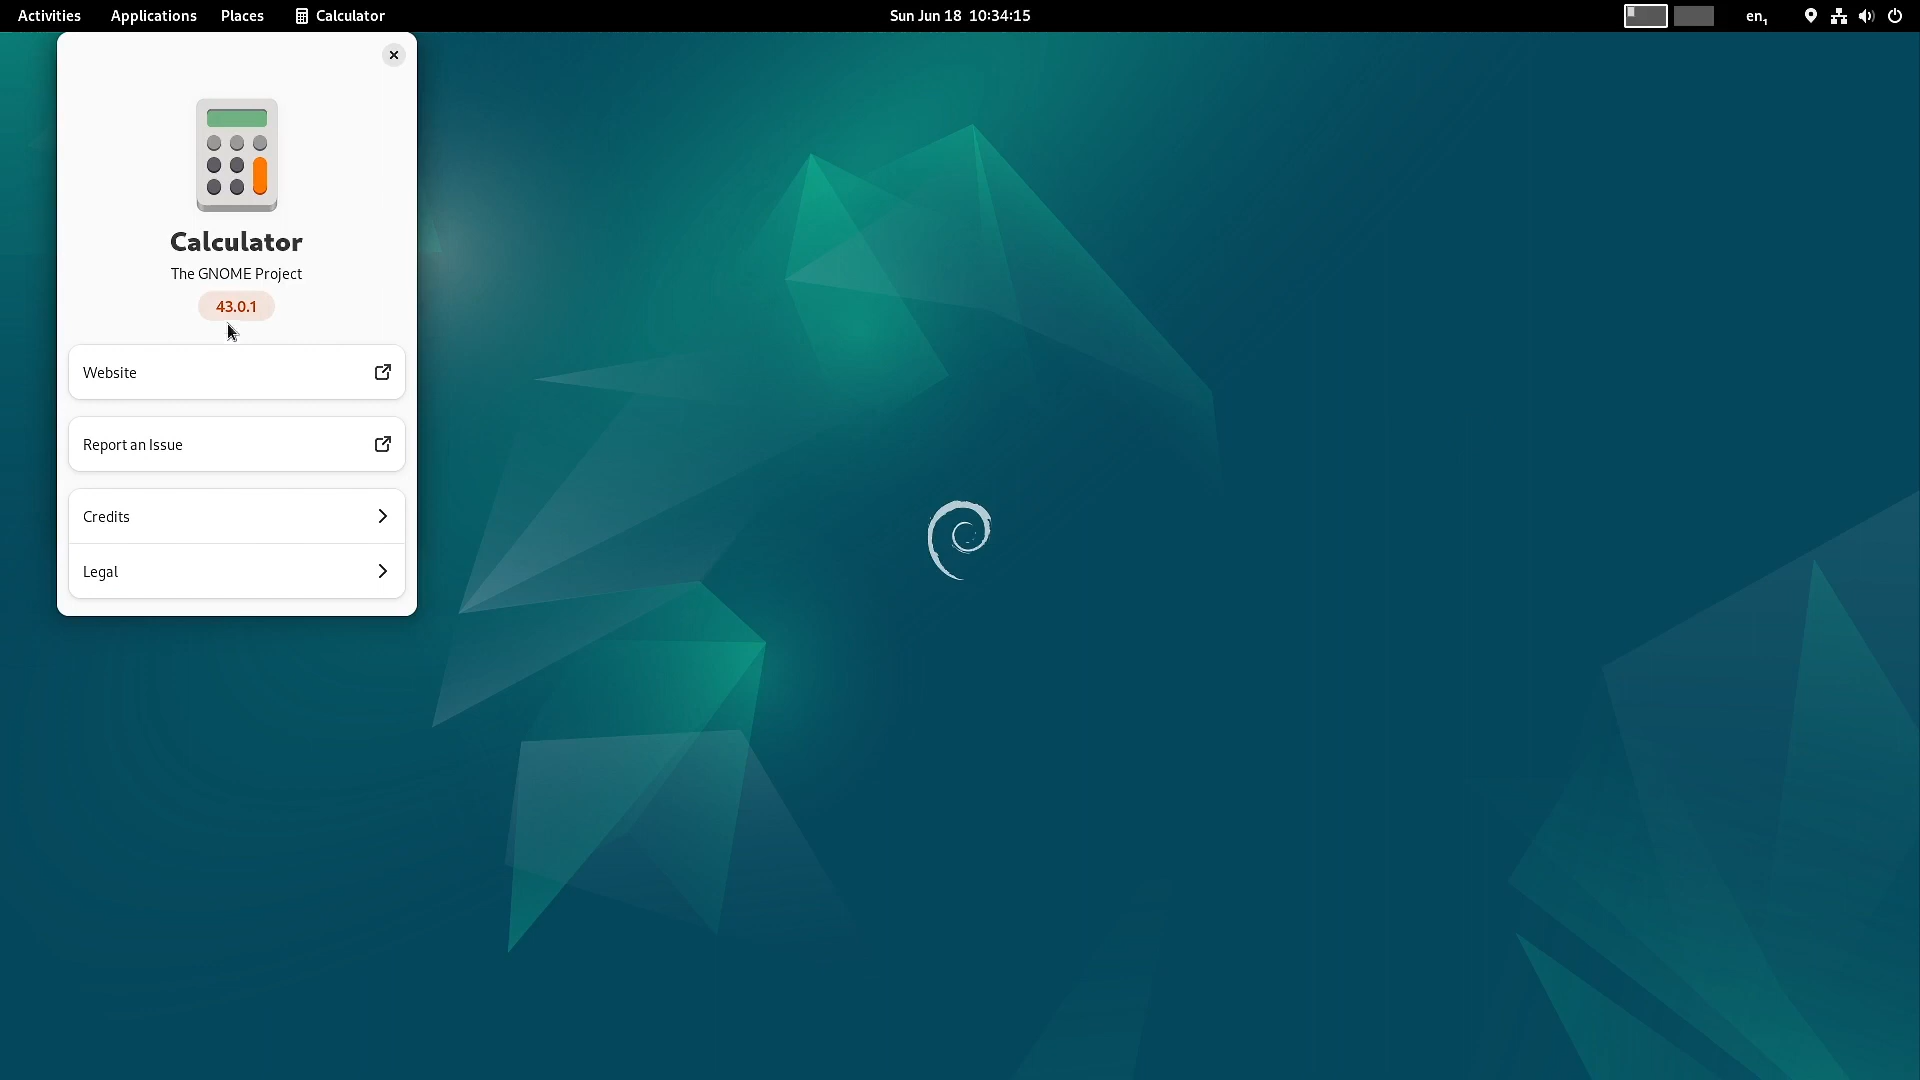 Activities Applications Places Calculator Sun Jun 18 10:34:15 en₁
Calculator
The GNOME Project
43.0.1
Website
Report an Issue
Credits
Legal